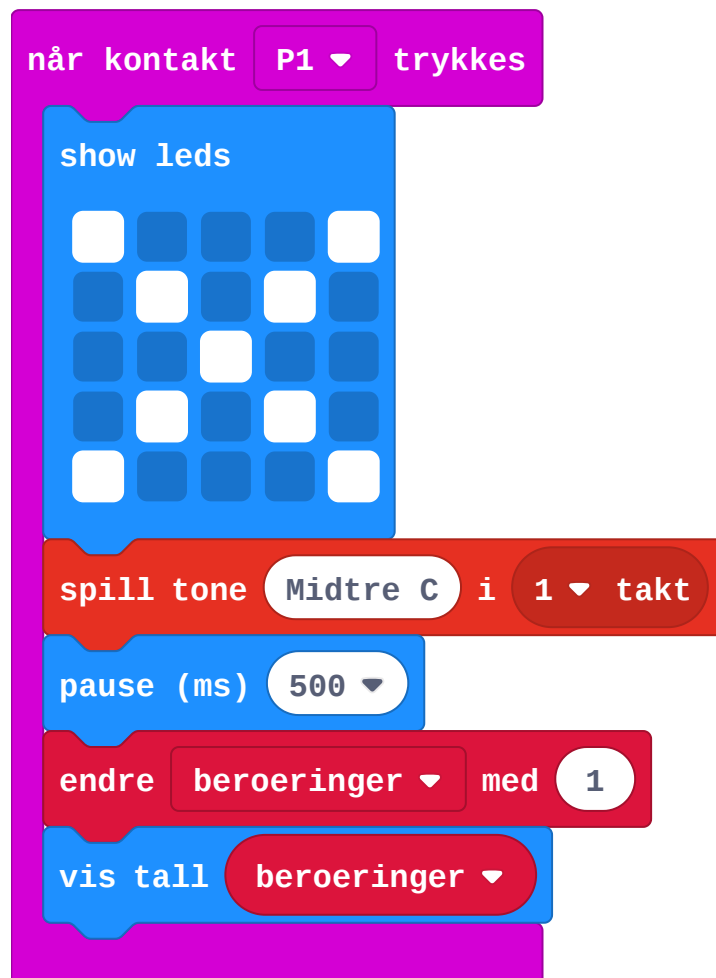 når kontakt P1 trykkes
show leds
spill tone Midtre C i 1 takt
pause (ms) 500
endre beroeringer med 1
vis tall beroeringer